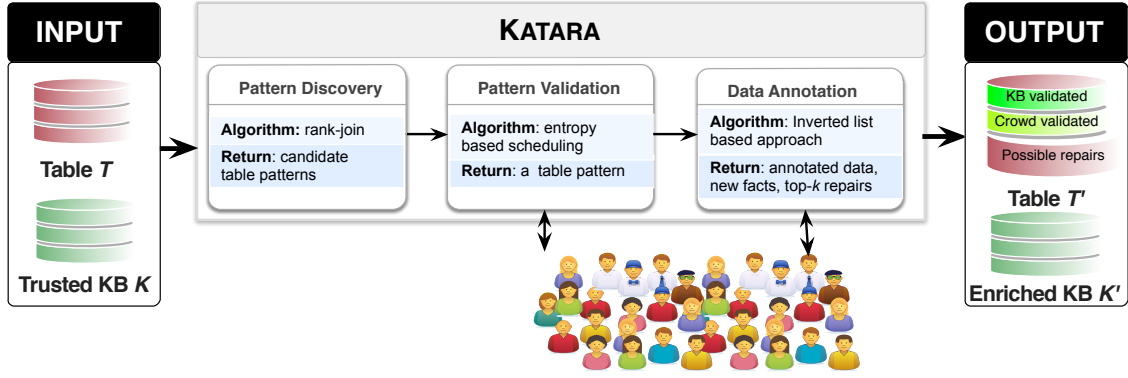 INPUT
Table T
Trusted KB K
KATARA
Pattern Discovery
Algorithm: rank-join
Return: candidate
table patterns
Pattern Validation
Algorithm: entropy
based scheduling
Return: a table pattern
Data Annotation
Algorithm: Inverted list
based approach
Return: annotated data,
new facts, top-k repairs
OUTPUT
KB validated
Crowd validated
Possible repairs
Table T'
Enriched KB K'